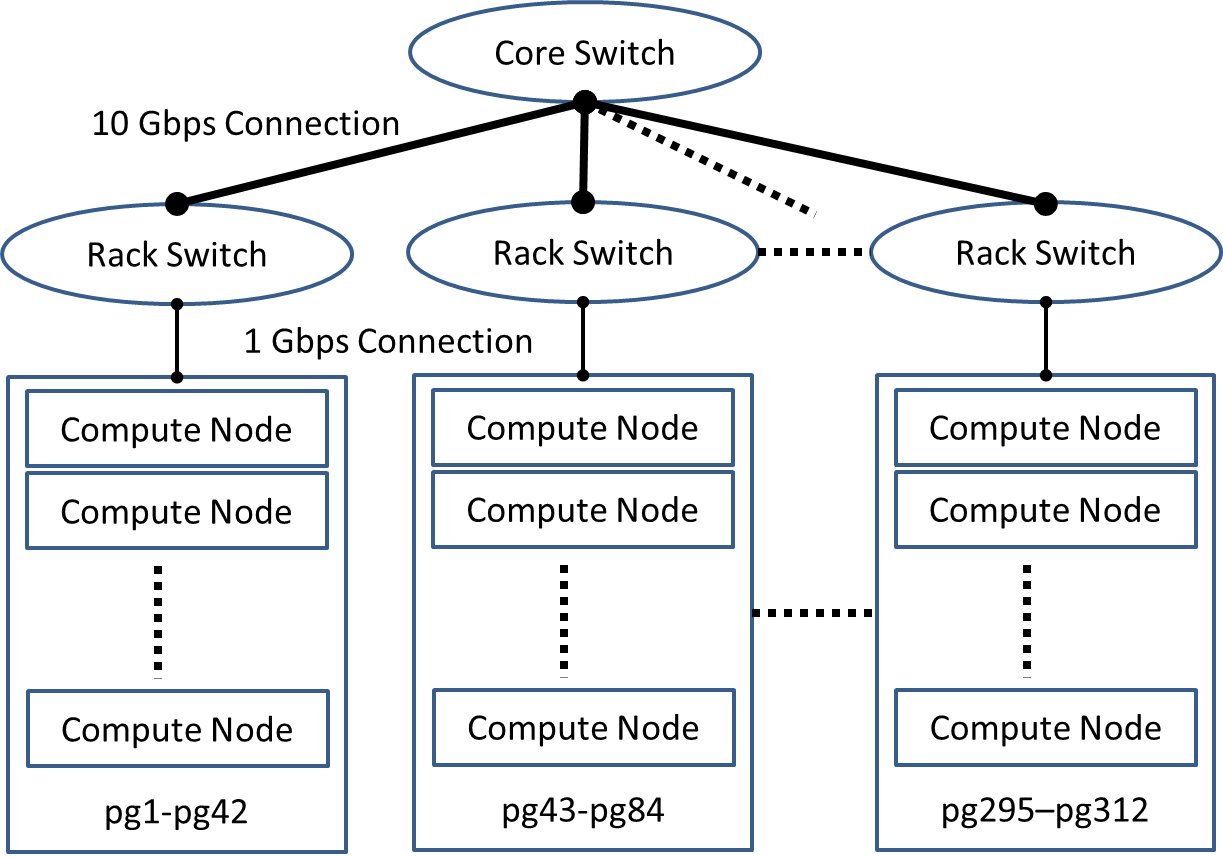 Core Switch
10 Gbps Connection
Rack Switch
Rack Switch
Rack Switch
1 Gbps Connection
Compute Node
Compute Node
Compute Node
Compute Node
Compute Node
Compute Node
Compute Node
Compute Node
Compute Node
pg1-pg42
pg43-pg84
pg295–pg312